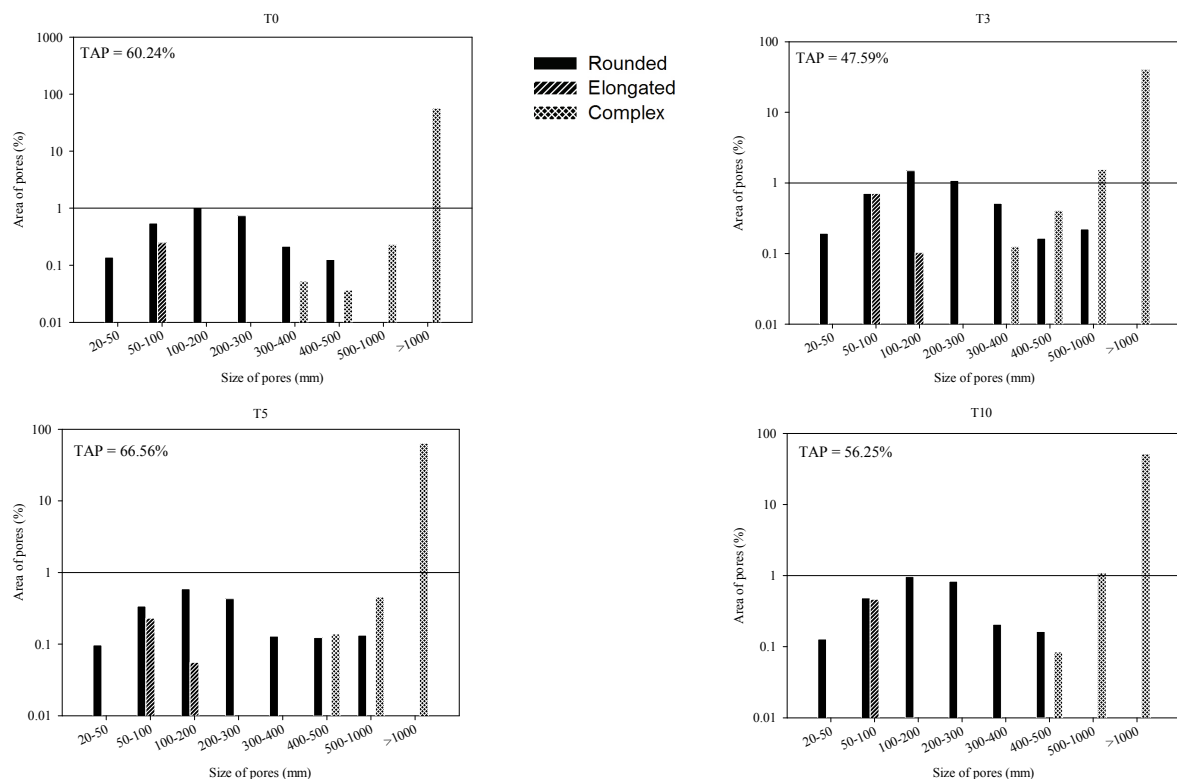 T0
TAP = 60.24%
1000
100
10
1
0.1
0.01
Area of pores (%)
20-50
50-100
100-200
200-300
300-400
400-500
500-1000
>1000
Size of pores (mm)
Rounded
Elongated
Complex
T3
TAP = 47.59%
100
10
1
0.1
0.01
Area of pores (%)
20-50
50-100
100-200
200-300
300-400
400-500
500-1000
>1000
Size of pores (mm)
T5
TAP = 66.56%
100
10
1
0.1
0.01
Area of pores (%)
20-50
50-100
100-200
200-300
300-400
400-500
500-1000
>1000
Size of pores (mm)
T10
TAP = 56.25%
100
10
1
0.1
0.01
Area of pores (%)
20-50
50-100
100-200
200-300
300-400
400-500
500-1000
>1000
Size of pores (mm)